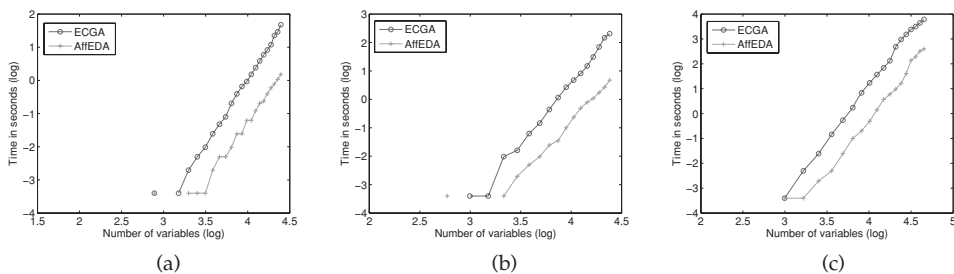 ECGA
AffEDA
Time in seconds (log)
2
1
0
−1
−2
−3
−4
1.5
2
2.5
3
3.5
4
4.5
Number of variables (log)
(a)
ECGA
AffEDA
Time in seconds (log)
3
2
1
0
−1
−2
−3
−4
2
2.5
3
3.5
4
4.5
Number of variables (log)
(b)
ECGA
AffEDA
Time in seconds (log)
4
3
2
1
0
−1
−2
−3
−4
2
2.5
3
3.5
4
4.5
5
Number of variables (log)
(c)